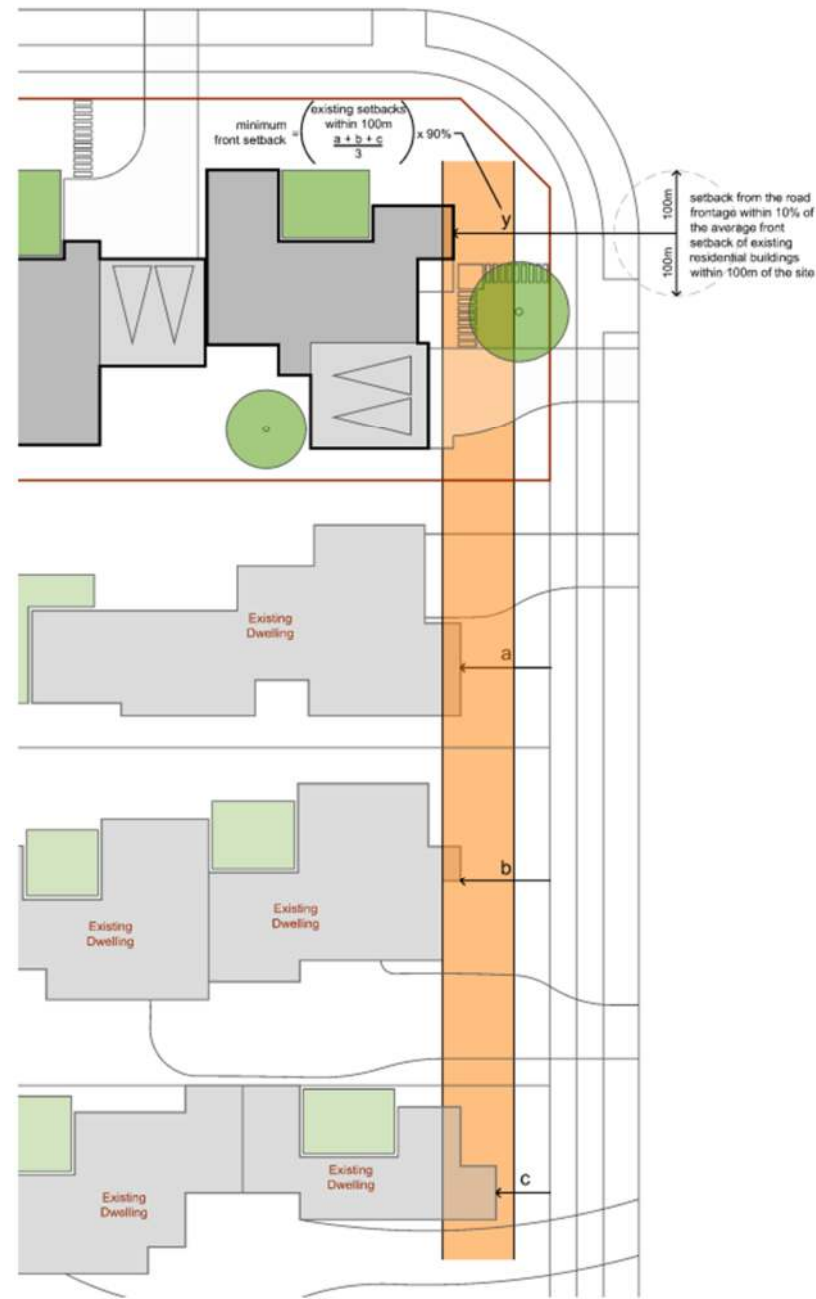 minimum
front setback
=
existing setbacks
within 100m
a + b + c
3
x 90%
y
100m
100m
setback from the road
frontage within 10% of
the average front
setback of existing
residential buildings
within 100m of the site
Existing
Dwelling
a
b
Existing
Dwelling
Existing
Dwelling
Existing
Dwelling
c
Existing
Dwelling